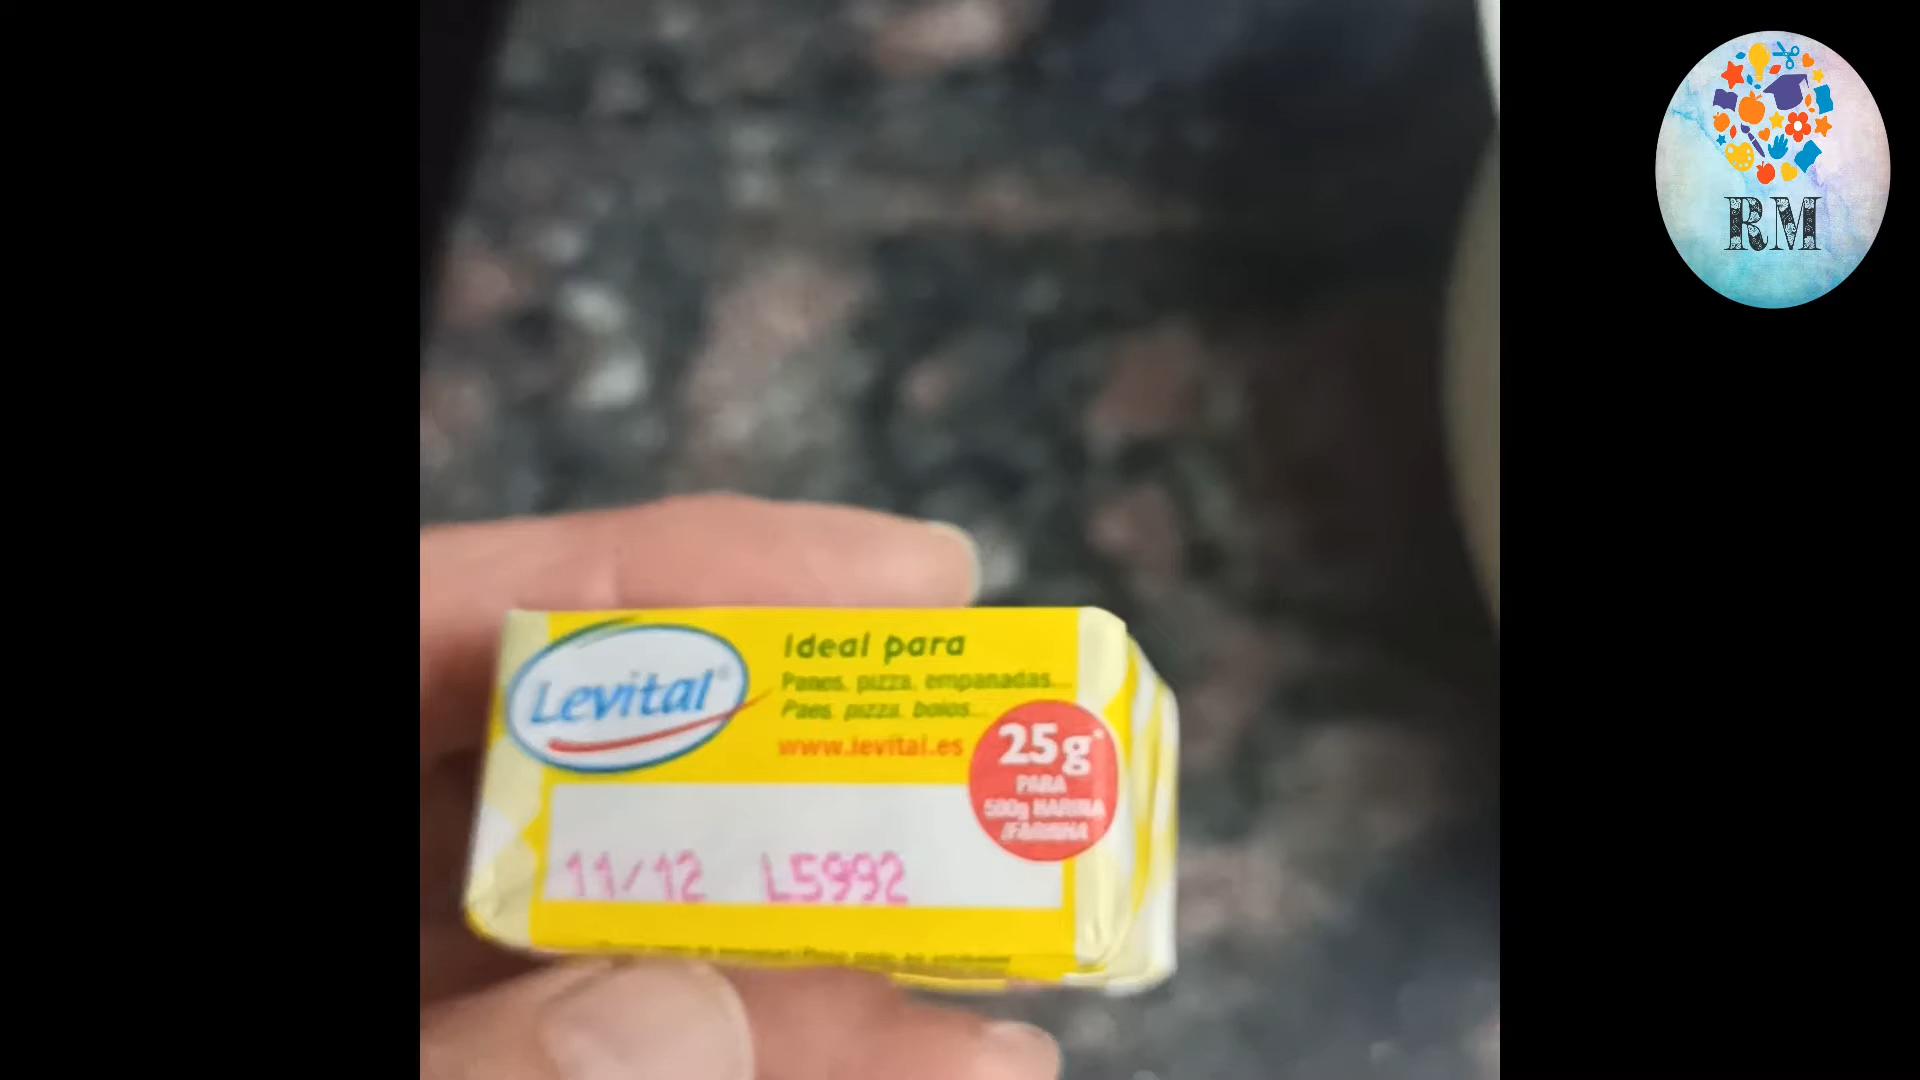 RM
Levital®
Ideal para
Panes, pizza, empanadas...
Paes, pizza, bolos...
www.levital.es
25g*
PARA
500g HARINA
/FARINHA
11/12 L5992